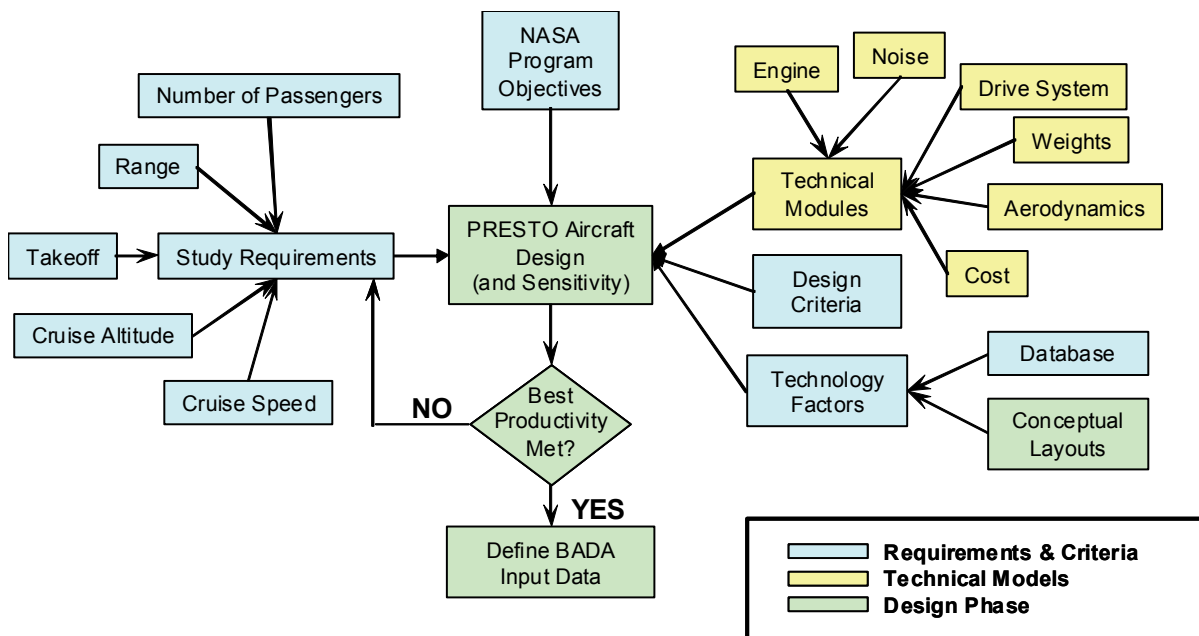 NASA
Program
Objectives
Number of Passengers
Range
Takeoff
Study Requirements
Cruise Altitude
Cruise Speed
PRESTO Aircraft
Design
(and Sensitivity)
Best
Productivity
Met?
NO
YES
Define BADA
Input Data
Engine
Noise
Drive System
Weights
Technical
Modules
Aerodynamics
Cost
Design
Criteria
Technology
Factors
Database
Conceptual
Layouts
Requirements & Criteria
Technical Models
Design Phase